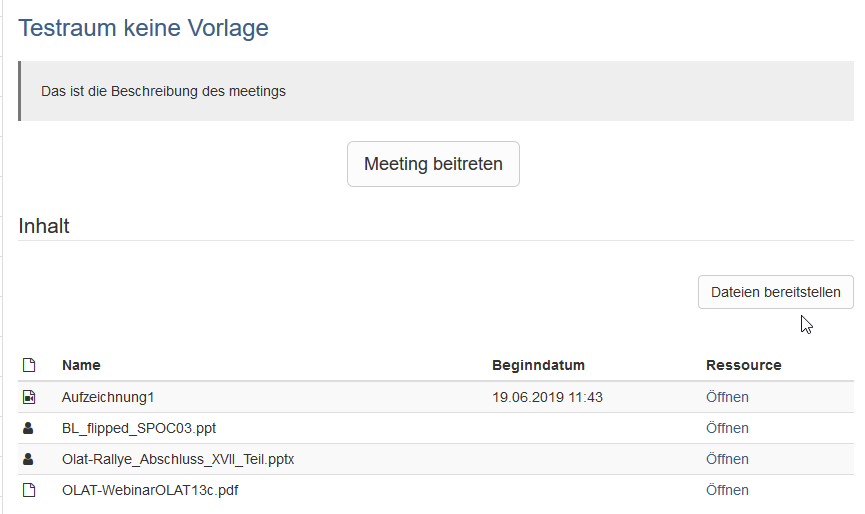 Testraum keine Vorlage
Das ist die Beschreibung des meetings
Meeting beitreten
Inhalt
Dateien bereitstellen
Name Beginndatum Ressource
Aufzeichnung1 19.06.2019 11:43 Öffnen
BL_flipped_SPOC03.ppt Öffnen
Olat-Rallye_Abschluss_XVII_Teil.pptx Öffnen
OLAT-WebinarOLAT13c.pdf Öffnen